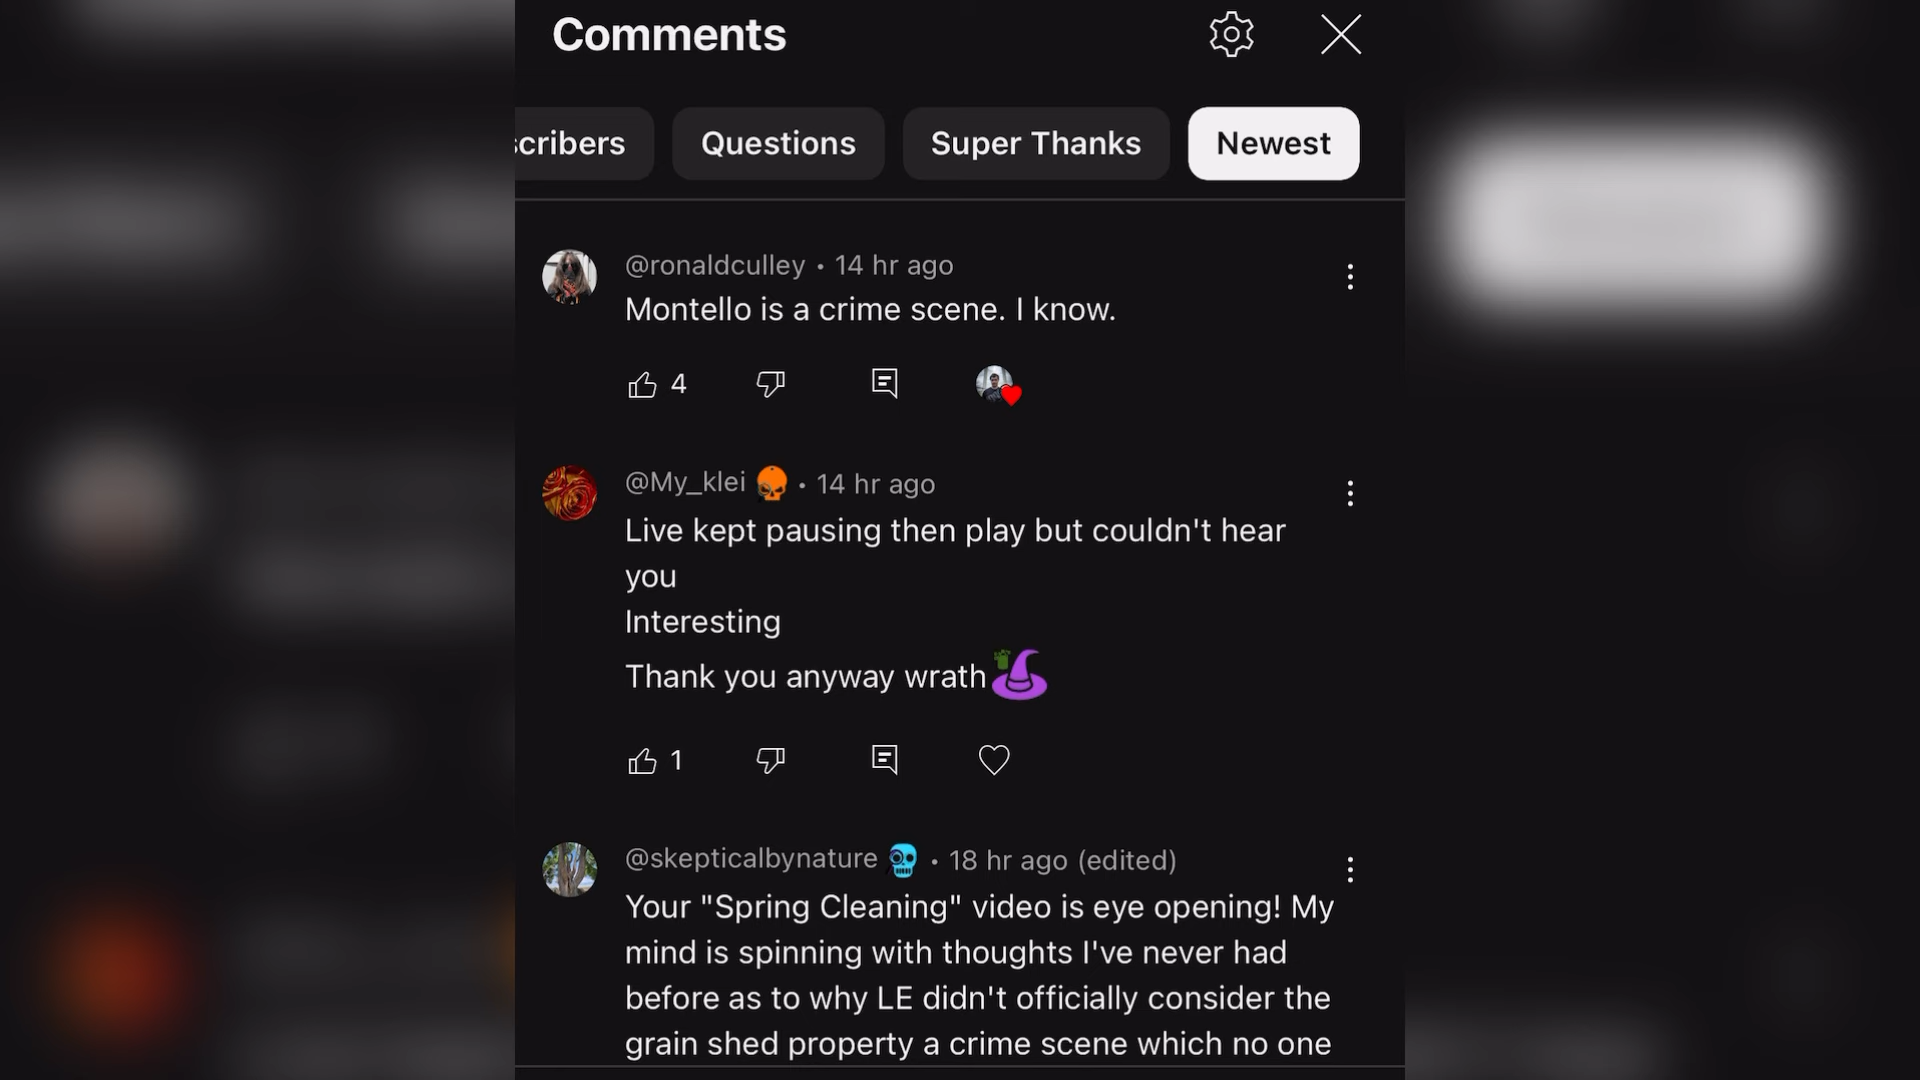 Comments
scribers Questions Super Thanks Newest
@ronaldculley • 14 hr ago
Montello is a crime scene. I know.
4
@My_klei • 14 hr ago
Live kept pausing then play but couldn't hear
you
Interesting
Thank you anyway wrath
1
@skepticalbynature • 18 hr ago (edited)
Your "Spring Cleaning" video is eye opening! My
mind is spinning with thoughts I've never had
before as to why LE didn't officially consider the
grain shed property a crime scene which no one